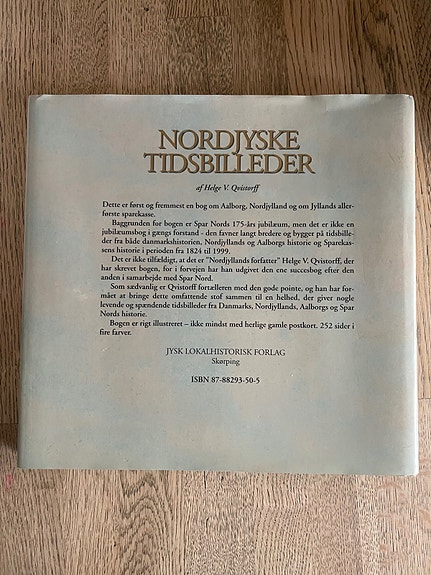 NORDJYSKE
TIDSBILLEDER
af Helge V. Qvistorff
Dette er først og fremmest en bog om Aalborg, Nordjylland og om Jyllands aller-
første sparekasse.
Baggrunden for bogen er Spar Nords 175-års jubilæum, men det er ikke en
jubilæumsbog i gængs forstand - den favner langt bredere og bygger på tidsbille-
der fra både danmarkshistorien, Nordjyllands og Aalborgs historie og Sparekas-
sens historie i perioden fra 1824 til 1999.
Det er ikke tilfældigt, at det er "Nordjyllands forfatter" Helge V. Qvistorff, der
har skrevet bogen, for i forvejen har han udgivet den ene succesbog efter den
anden i samarbejde med Spar Nord.
Som sædvanlig er Qvistorff fortælleren med den gode pointe, og han har for-
mået at bringe dette omfattende stof sammen til en helhed, der giver nogle
levende og spændende tidsbilleder fra Danmarks, Nordjyllands, Aalborgs og Spar
Nords historie.
Bogen er rigt illustreret – ikke mindst med herlige gamle postkort. 252 sider i
fire farver.
JYSK LOKALHISTORISK FORLAG
Skørping
ISBN 87-88293-50-5